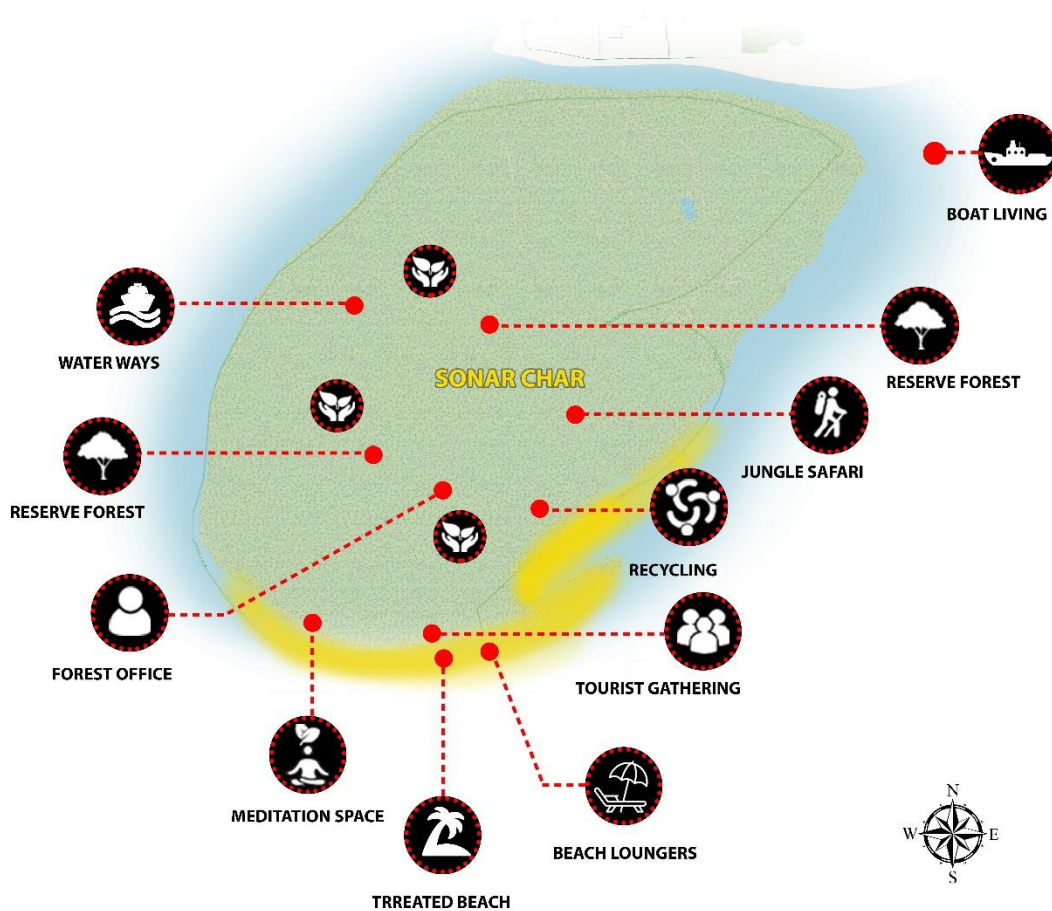 BOAT LIVING
WATER WAYS
RESERVE FOREST
SONAR CHAR
JUNGLE SAFARI
RESERVE FOREST
RECYCLING
FOREST OFFICE
TOURIST GATHERING
MEDITATION SPACE
BEACH LOUNGERS
TRREATED BEACH
N
W E
S